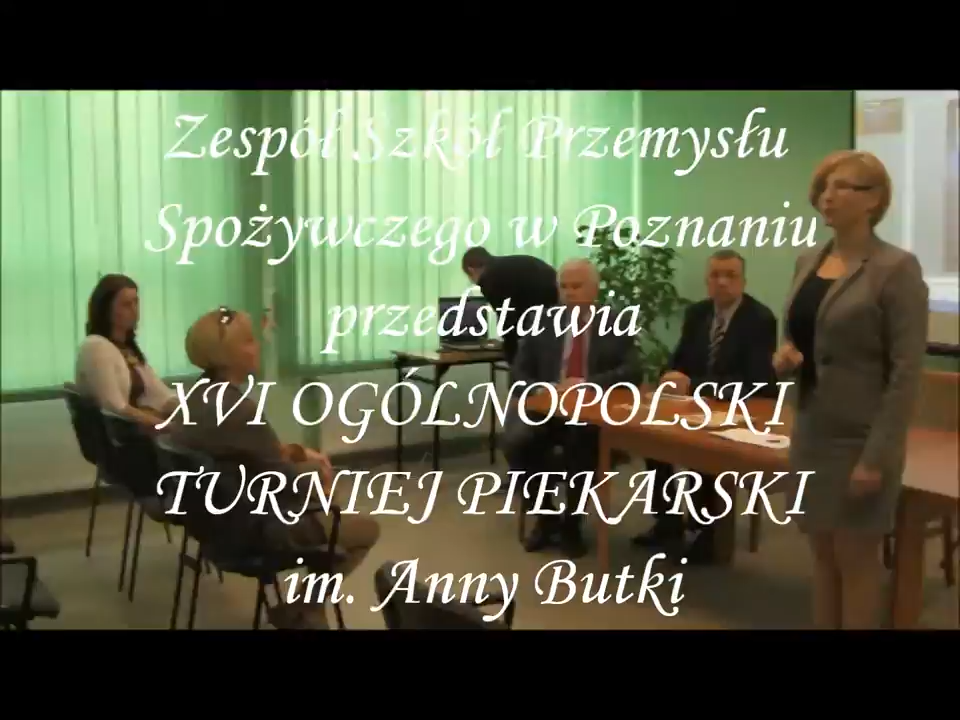 Zespół Szkół Przemysłu
Spożywczego w Poznaniu
przedstawia
XVI OGÓLNOPOLSKI
TURNIEJ PIEKARSKI
im. Anny Butki